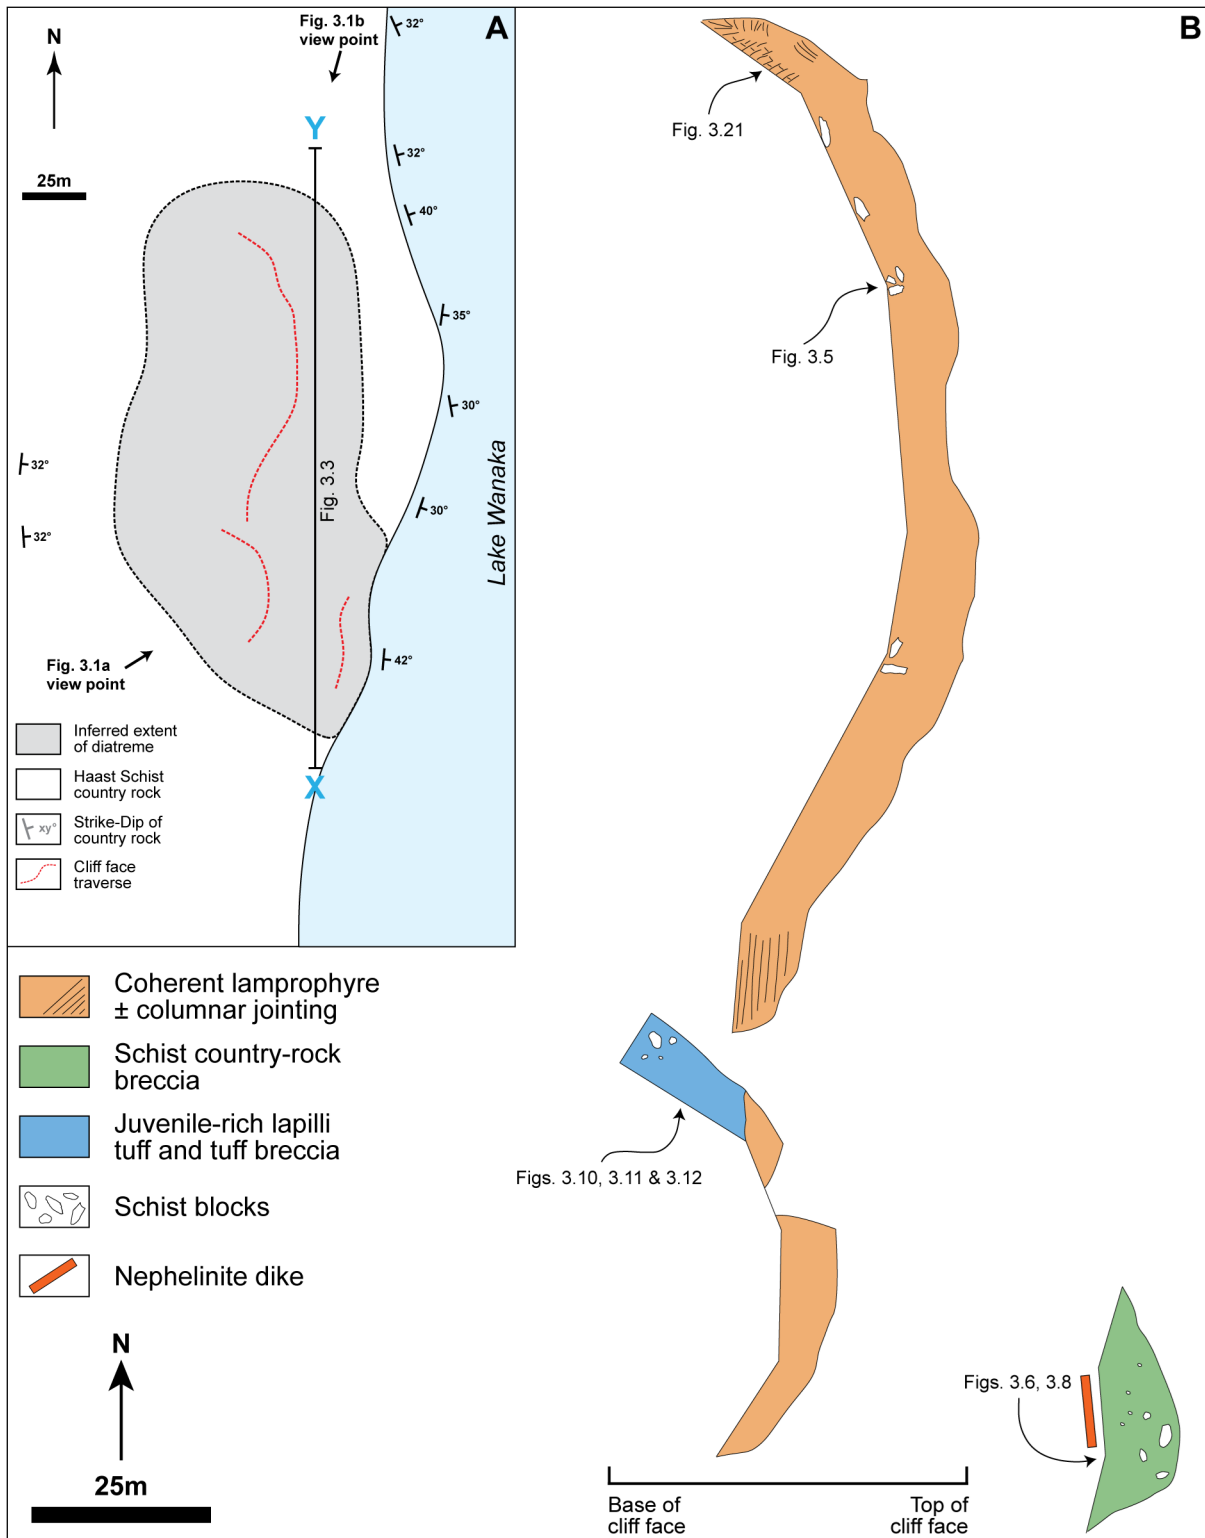 A
B
N
25m
Fig. 3.1b
view point
Y
32°
32°
40°
35°
30°
30°
42°
32°
32°
Fig. 3.3
Lake Wanaka
Fig. 3.1a
view point
X
Inferred extent
of diatreme
Haast Schist
country rock
xy°
Strike-Dip of
country rock
Cliff face
traverse
Coherent lamprophyre
± columnar jointing
Schist country-rock
breccia
Juvenile-rich lapilli
tuff and tuff breccia
Schist blocks
Nephelinite dike
N
25m
Fig. 3.21
Fig. 3.5
Figs. 3.10, 3.11 & 3.12
Figs. 3.6, 3.8
Base of
cliff face
Top of
cliff face